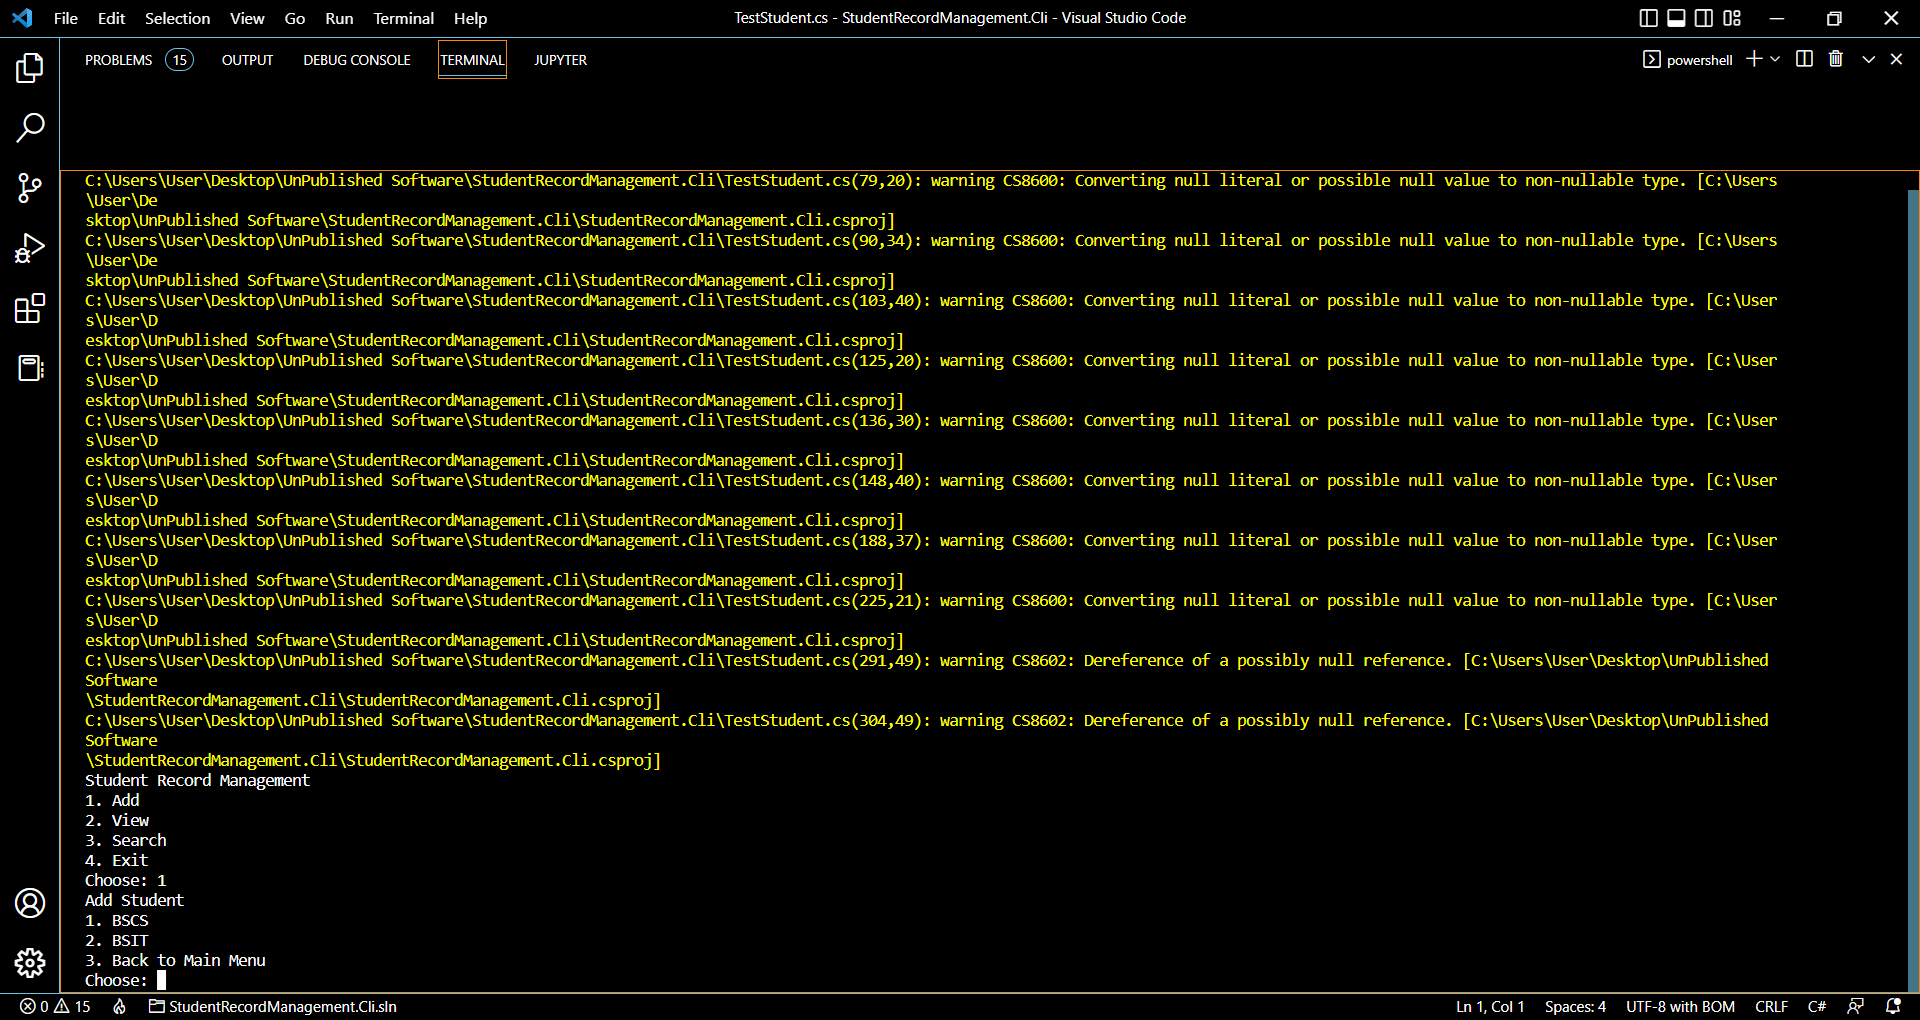 File Edit Selection View Go Run Terminal Help
TestStudent.cs - StudentRecordManagement.Cli - Visual Studio Code
PROBLEMS 15 OUTPUT DEBUG CONSOLE TERMINAL JUPYTER
powershell
C:\Users\User\Desktop\UnPublished Software\StudentRecordManagement.Cli\TestStudent.cs(79,20): warning CS8600: Converting null literal or possible null value to non-nullable type. [C:\Users
\User\De
sktop\UnPublished Software\StudentRecordManagement.Cli\StudentRecordManagement.Cli.csproj]
C:\Users\User\Desktop\UnPublished Software\StudentRecordManagement.Cli\TestStudent.cs(90,34): warning CS8600: Converting null literal or possible null value to non-nullable type. [C:\Users
\User\De
sktop\UnPublished Software\StudentRecordManagement.Cli\StudentRecordManagement.Cli.csproj]
C:\Users\User\Desktop\UnPublished Software\StudentRecordManagement.Cli\TestStudent.cs(103,40): warning CS8600: Converting null literal or possible null value to non-nullable type. [C:\User
s\User\D
esktop\UnPublished Software\StudentRecordManagement.Cli\StudentRecordManagement.Cli.csproj]
C:\Users\User\Desktop\UnPublished Software\StudentRecordManagement.Cli\TestStudent.cs(125,20): warning CS8600: Converting null literal or possible null value to non-nullable type. [C:\User
s\User\D
esktop\UnPublished Software\StudentRecordManagement.Cli\StudentRecordManagement.Cli.csproj]
C:\Users\User\Desktop\UnPublished Software\StudentRecordManagement.Cli\TestStudent.cs(136,30): warning CS8600: Converting null literal or possible null value to non-nullable type. [C:\User
s\User\D
esktop\UnPublished Software\StudentRecordManagement.Cli\StudentRecordManagement.Cli.csproj]
C:\Users\User\Desktop\UnPublished Software\StudentRecordManagement.Cli\TestStudent.cs(148,40): warning CS8600: Converting null literal or possible null value to non-nullable type. [C:\User
s\User\D
esktop\UnPublished Software\StudentRecordManagement.Cli\StudentRecordManagement.Cli.csproj]
C:\Users\User\Desktop\UnPublished Software\StudentRecordManagement.Cli\TestStudent.cs(188,37): warning CS8600: Converting null literal or possible null value to non-nullable type. [C:\User
s\User\D
esktop\UnPublished Software\StudentRecordManagement.Cli\StudentRecordManagement.Cli.csproj]
C:\Users\User\Desktop\UnPublished Software\StudentRecordManagement.Cli\TestStudent.cs(225,21): warning CS8600: Converting null literal or possible null value to non-nullable type. [C:\User
s\User\D
esktop\UnPublished Software\StudentRecordManagement.Cli\StudentRecordManagement.Cli.csproj]
C:\Users\User\Desktop\UnPublished Software\StudentRecordManagement.Cli\TestStudent.cs(291,49): warning CS8602: Dereference of a possibly null reference. [C:\Users\User\Desktop\UnPublished
Software
\StudentRecordManagement.Cli\StudentRecordManagement.Cli.csproj]
C:\Users\User\Desktop\UnPublished Software\StudentRecordManagement.Cli\TestStudent.cs(304,49): warning CS8602: Dereference of a possibly null reference. [C:\Users\User\Desktop\UnPublished
Software
\StudentRecordManagement.Cli\StudentRecordManagement.Cli.csproj]
Student Record Management
1. Add
2. View
3. Search
4. Exit
Choose: 1
Add Student
1. BSCS
2. BSIT
3. Back to Main Menu
Choose:
0 15 StudentRecordManagement.Cli.sln Ln 1, Col 1 Spaces: 4 UTF-8 with BOM CRLF C#